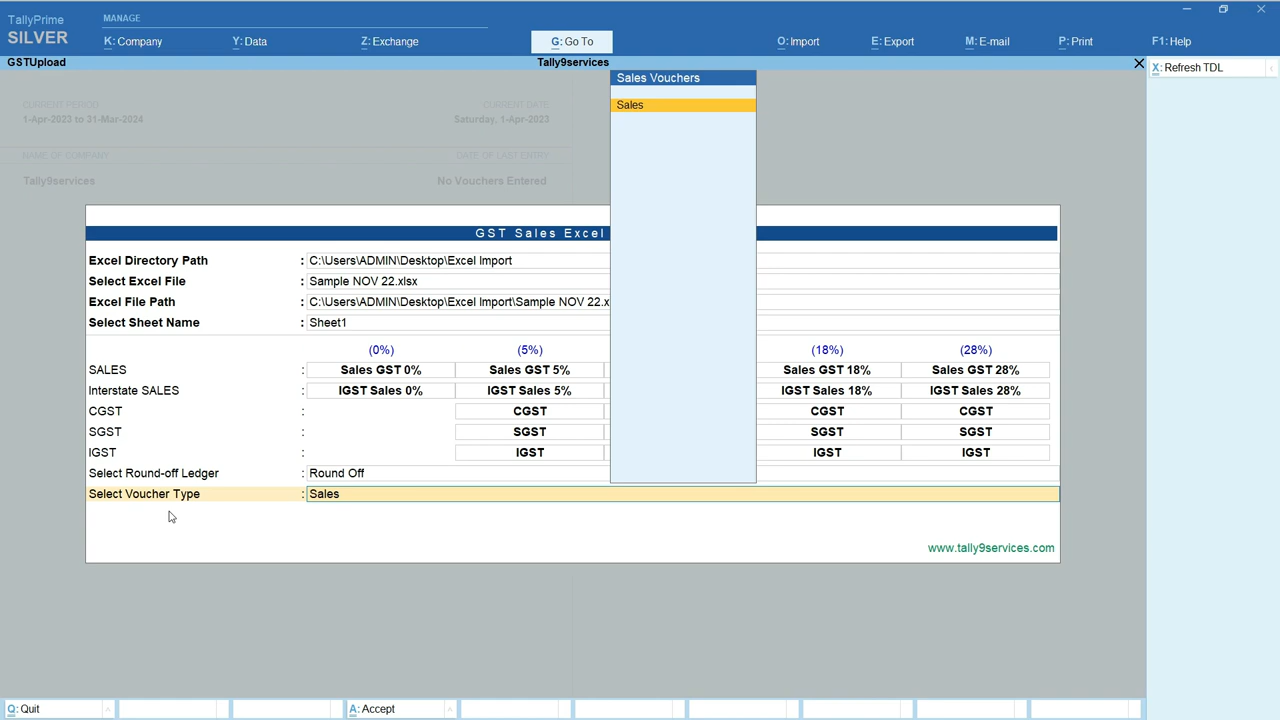 TallyPrime
SILVER
MANAGE
K: Company
Y: Data
Z: Exchange
G: Go To
O: Import
E: Export
M: E-mail
P: Print
F1: Help
GSTUpload
Tally9services
X: Refresh TDL
Sales Vouchers
Sales
CURRENT PERIOD
CURRENT DATE
1-Apr-2023 to 31-Mar-2024
Saturday, 1-Apr-2023
NAME OF COMPANY
DATE OF LAST ENTRY
Tally9services
No Vouchers Entered
GST Sales Excel
Excel Directory Path : C:\Users\ADMIN\Desktop\Excel Import
Select Excel File : Sample NOV 22.xlsx
Excel File Path : C:\Users\ADMIN\Desktop\Excel Import\Sample NOV 22.x
Select Sheet Name : Sheet1
(0%) (5%) (18%) (28%)
SALES : Sales GST 0% Sales GST 5% Sales GST 18% Sales GST 28%
Interstate SALES : IGST Sales 0% IGST Sales 5% IGST Sales 18% IGST Sales 28%
CGST : CGST CGST CGST
SGST : SGST SGST SGST
IGST : IGST IGST IGST
Select Round-off Ledger : Round Off
Select Voucher Type : Sales
www.tally9services.com
Q: Quit
A: Accept